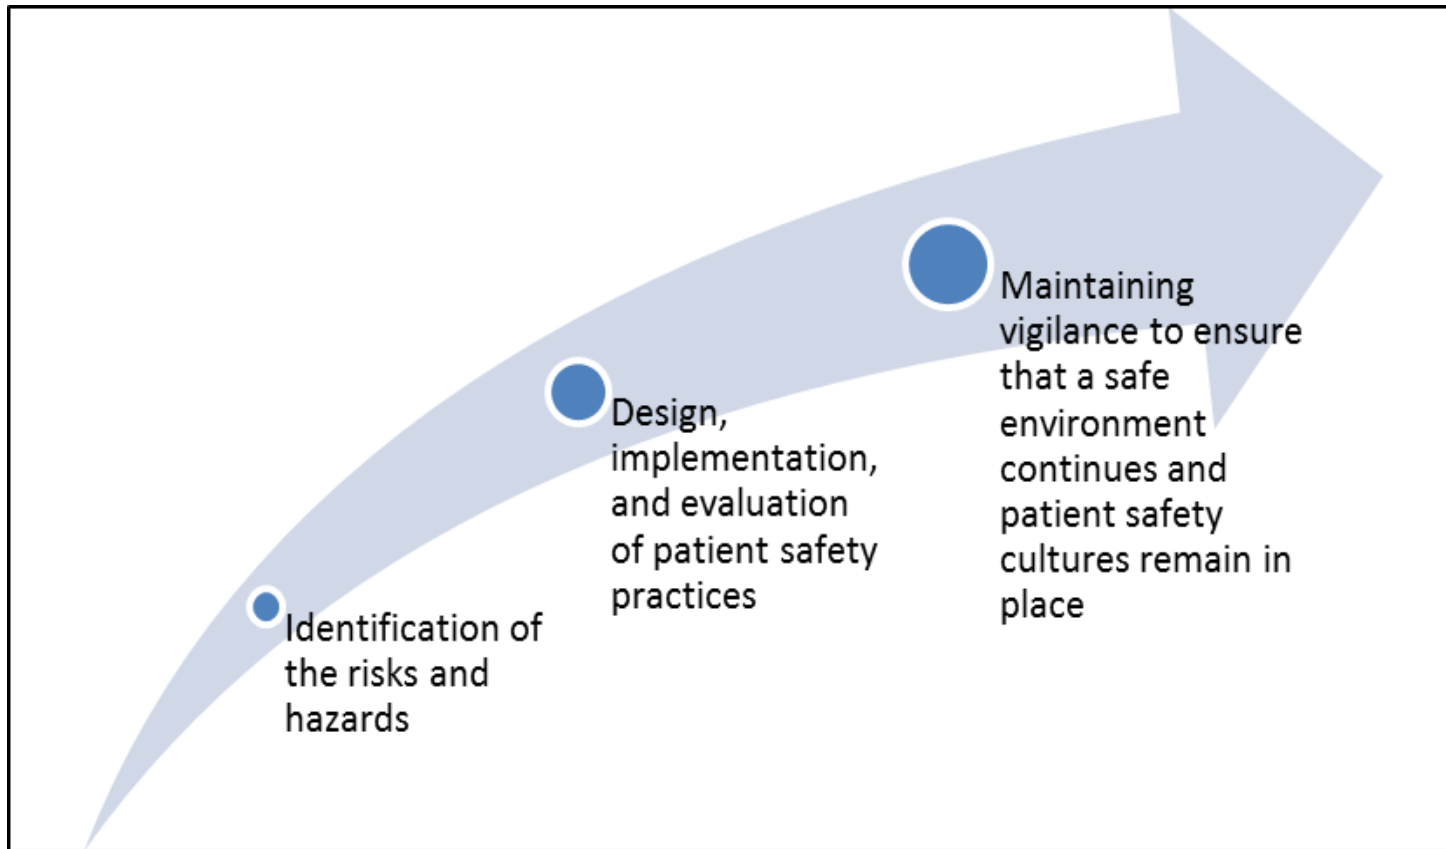 Identification of
the risks and
hazards
Design,
implementation,
and evaluation
of patient safety
practices
Maintaining
vigilance to ensure
that a safe
environment
continues and
patient safety
cultures remain in
place